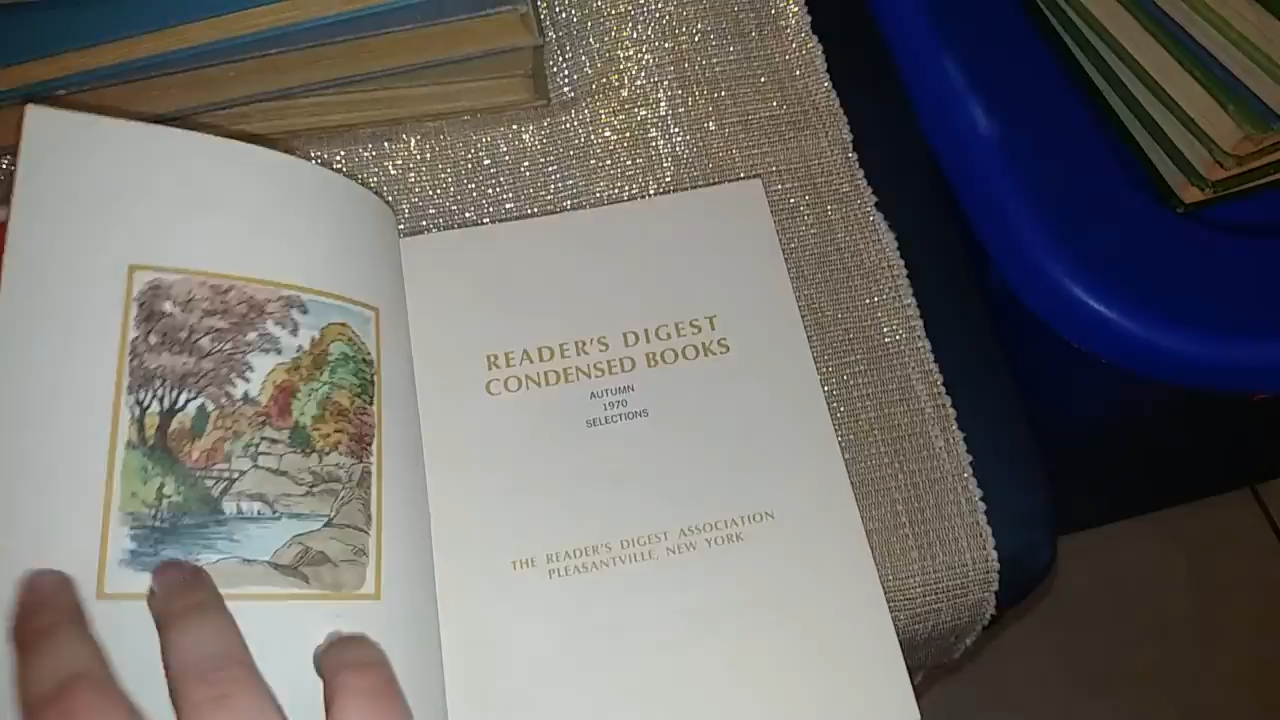 READER'S DIGEST
CONDENSED BOOKS
AUTUMN
1970
SELECTIONS
THE READER'S DIGEST ASSOCIATION
PLEASANTVILLE, NEW YORK